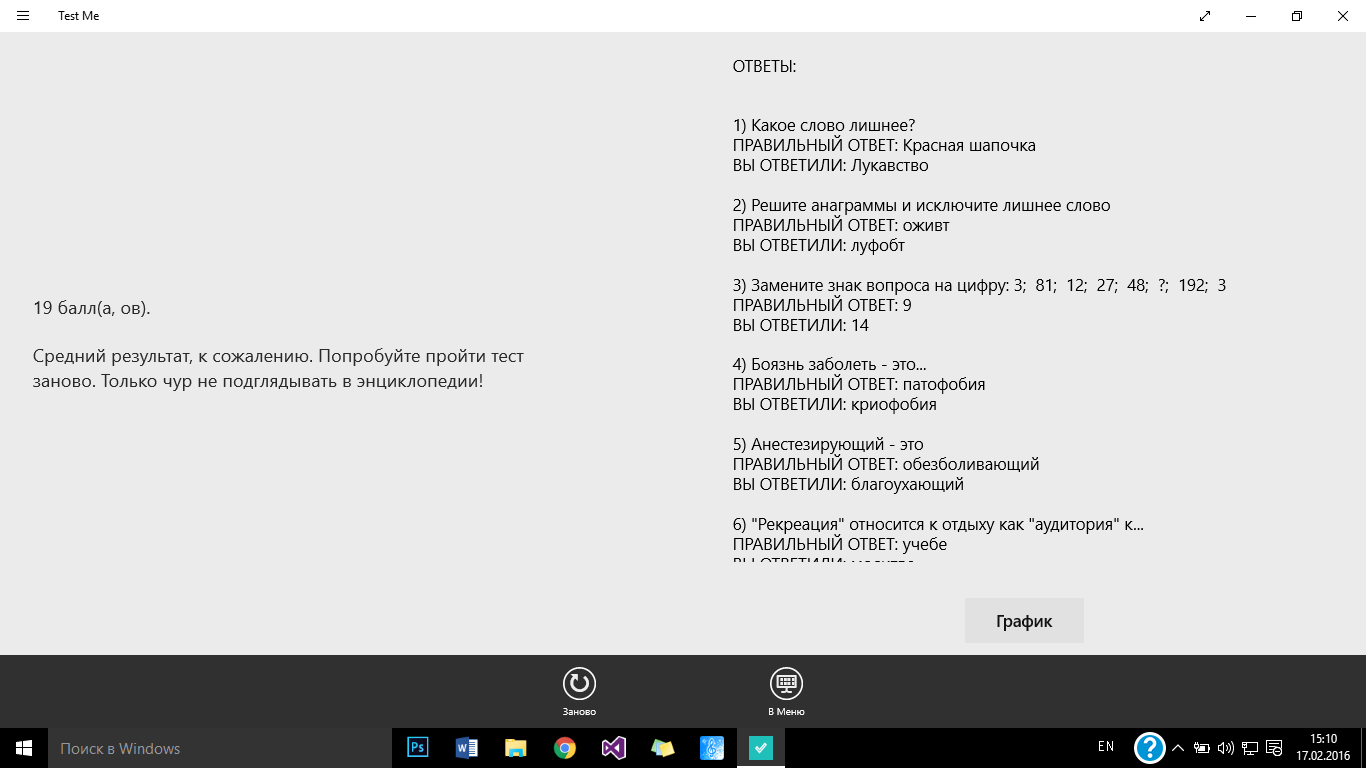 Test Me
ОТВЕТЫ:
1) Какое слово лишнее?
ПРАВИЛЬНЫЙ ОТВЕТ: Красная шапочка
ВЫ ОТВЕТИЛИ: Лукавство
2) Решите анаграммы и исключите лишнее слово
ПРАВИЛЬНЫЙ ОТВЕТ: оживт
ВЫ ОТВЕТИЛИ: луфобт
3) Замените знак вопроса на цифру: 3; 81; 12; 27; 48; ?; 192; 3
ПРАВИЛЬНЫЙ ОТВЕТ: 9
ВЫ ОТВЕТИЛИ: 14
4) Боязнь заболеть - это...
ПРАВИЛЬНЫЙ ОТВЕТ: патофобия
ВЫ ОТВЕТИЛИ: криофобия
5) Анестезирующий - это
ПРАВИЛЬНЫЙ ОТВЕТ: обезболивающий
ВЫ ОТВЕТИЛИ: благоухающий
6) "Рекреация" относится к отдыху как "аудитория" к...
ПРАВИЛЬНЫЙ ОТВЕТ: учебе
ВЫ ОТВЕТИЛИ:
19 балл(а, ов).
Средний результат, к сожалению. Попробуйте пройти тест
заново. Только чур не подглядывать в энциклопедии!
График
Заново
В Меню
Поиск в Windows
Ps
EN
15:10
17.02.2016